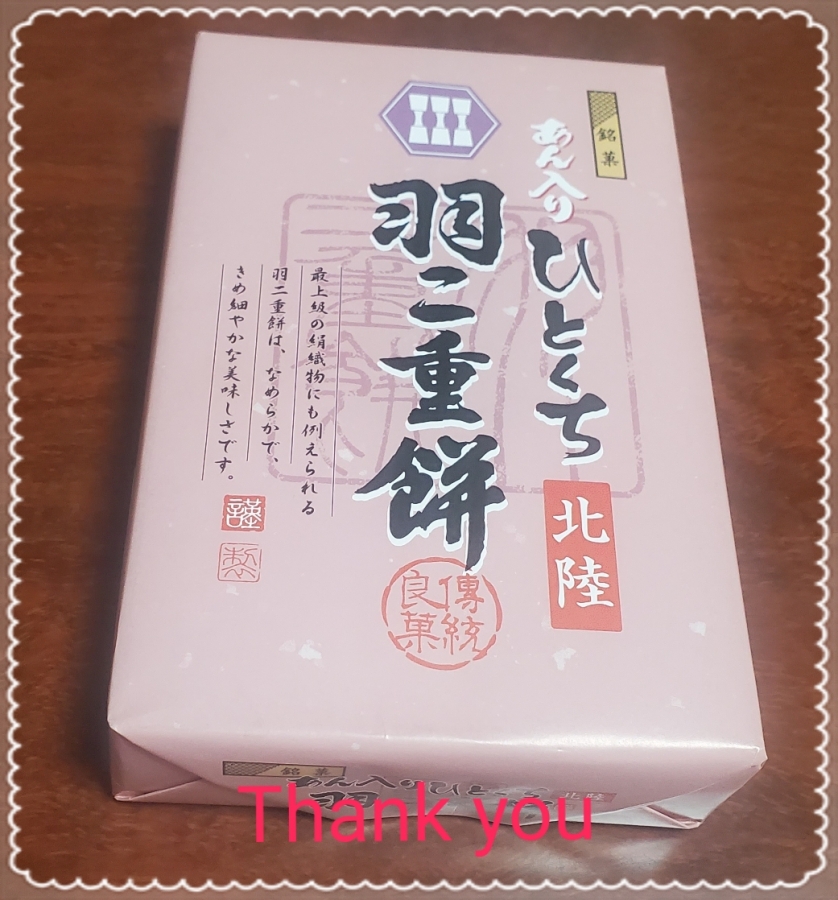 銘菓
あん入り
ひとくち
北陸
羽二重餅
傳統
良菓
最上級の絹織物にも例えられる
羽二重餅は、なめらかで、
きめ細やかな美味しさです。
謹
製
銘菓
あん入りひとくち
北陸
Thank you